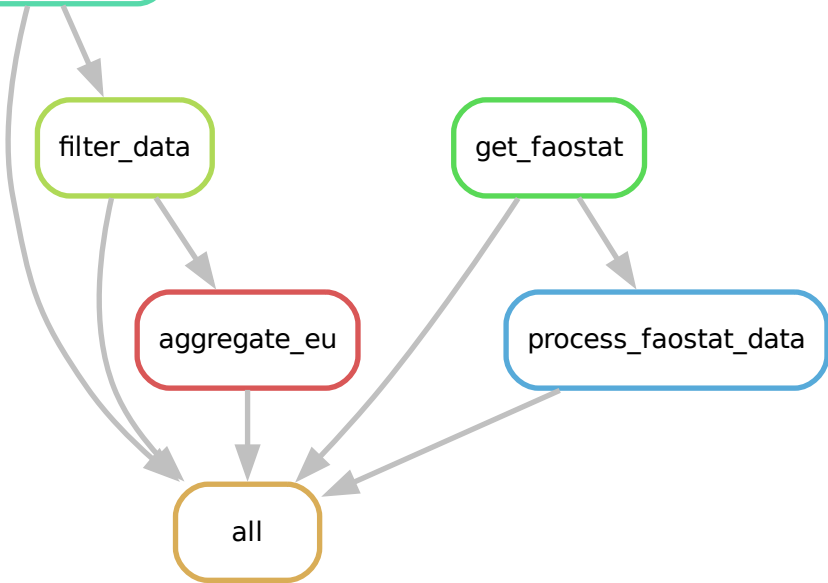 filter_data
get_faostat
aggregate_eu
process_faostat_data
all